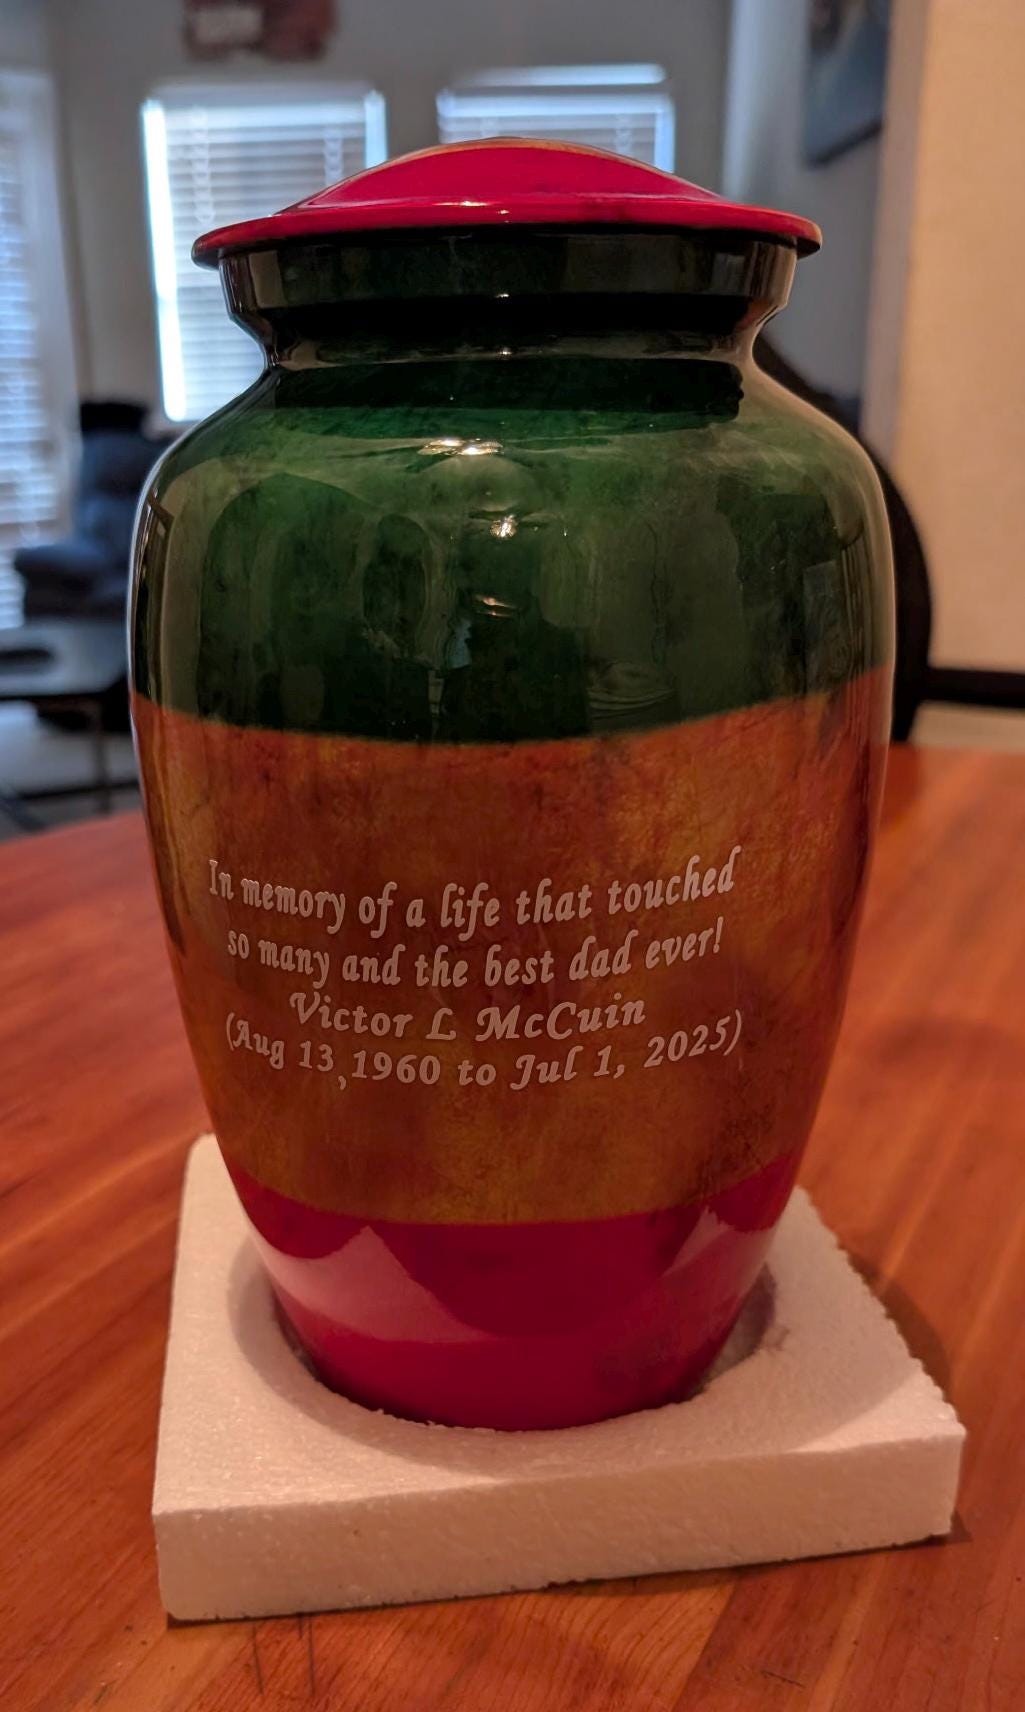 In memory of a life that touched
so many and the best dad ever!
Victor L McCuin
(Aug 13,1960 to Jul 1, 2025)